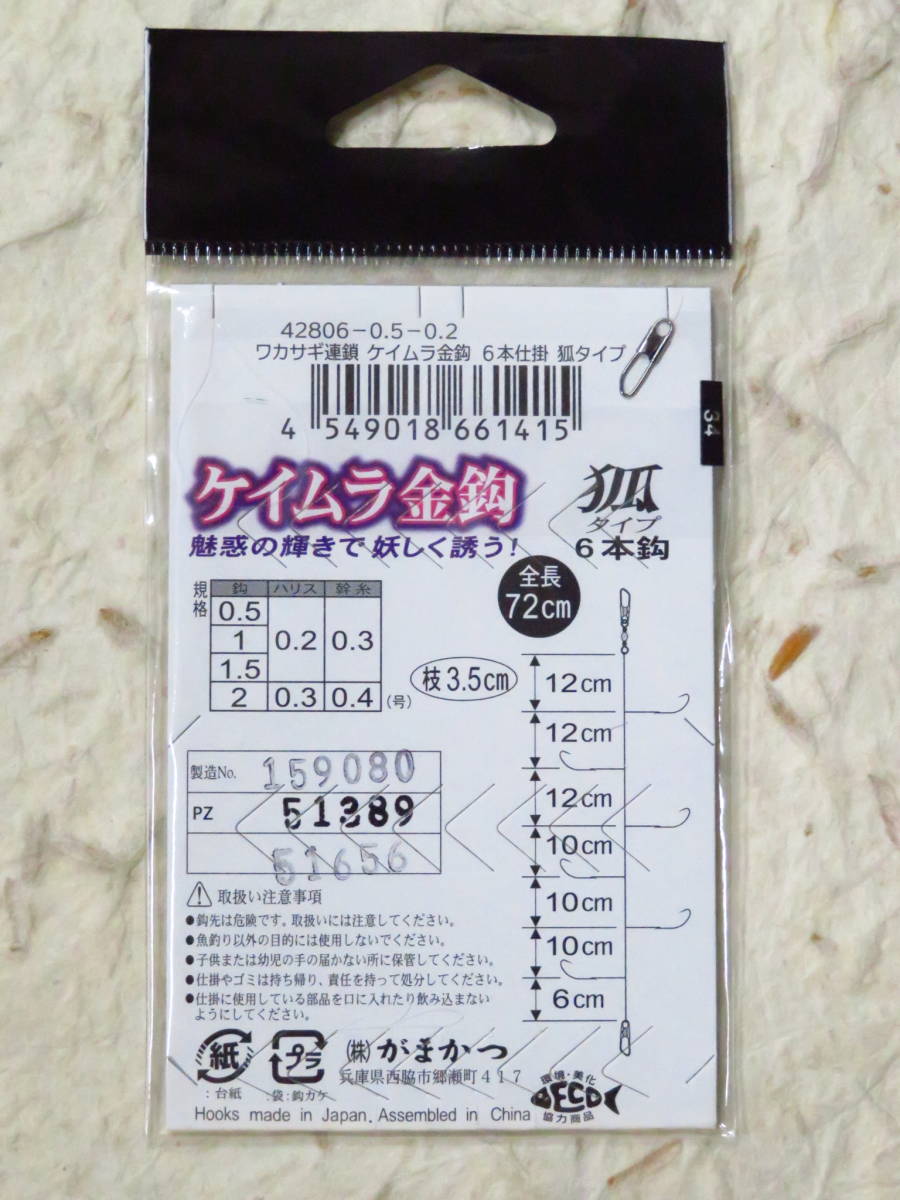 42806-0.5-0.2
ワカサギ連鎖 ケイムラ金鈎 6本仕掛 狐タイプ
4 549018 661415
34
ケイムラ金鈎
魅惑の輝きで妖しく誘う!
狐
タイプ
6本鈎
規格
鈎 ハリス 幹糸
0.5
1 0.2 0.3
1.5
2 0.3 0.4 (号)
全長
72cm
枝3.5cm
12cm
12cm
12cm
10cm
10cm
10cm
6cm
製造No. 159080
PZ 51389
51656
取扱い注意事項
●鈎先は危険です。取扱いには注意してください。
●魚釣り以外の目的には使用しないでください。
●子供または幼児の手の届かない所に保管してください。
●仕掛やゴミは持ち帰り、責任を持って処分してください。
●仕掛に使用している部品を口に入れたり飲み込まない
ようにしてください。
紙
:台紙
プラ
:袋:鈎カケ
(株)がまかつ
兵庫県西脇市郷瀬町417
Hooks made in Japan. Assembled in China
環境・美化
ECO
協力商品